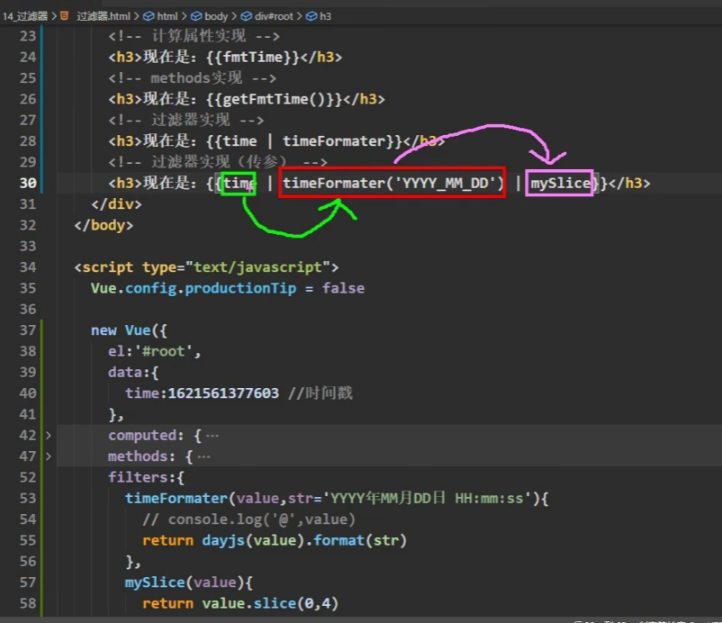 14_过滤器 > 过滤器.html > html > body > div#root > h3
23 <!-- 计算属性实现 -->
24 <h3>现在是：{{fmtTime}}</h3>
25 <!-- methods实现 -->
26 <h3>现在是：{{getFmtTime()}}</h3>
27 <!-- 过滤器实现 -->
28 <h3>现在是：{{time | timeFormater}}</h3>
29 <!-- 过滤器实现（传参） -->
30 <h3>现在是：{{time | timeFormater('YYYY_MM_DD') | mySlice}}</h3>
31 </div>
32 </body>
33
34 <script type="text/javascript">
35 Vue.config.productionTip = false
36
37 new Vue({
38 el:'#root',
39 data:{
40 time:1621561377603 //时间戳
41 },
42 > computed: { ···
47 > methods: { ···
52 filters:{
53 timeFormater(value,str='YYYY年MM月DD日 HH:mm:ss'){
54 // console.log('@',value)
55 return dayjs(value).format(str)
56 },
57 mySlice(value){
58 return value.slice(0,4)